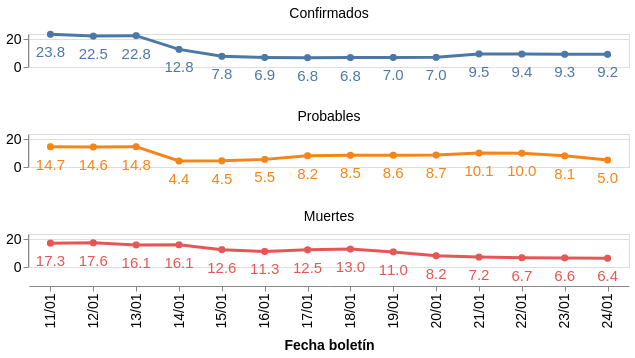 Confirmados
20
0
23.8 22.5 22.8 12.8 7.8 6.9 6.8 6.8 7.0 7.0 9.5 9.4 9.3 9.2
Probables
20
0
14.7 14.6 14.8 4.4 4.5 5.5 8.2 8.5 8.6 8.7 10.1 10.0 8.1 5.0
Muertes
20
0
17.3 17.6 16.1 16.1 12.6 11.3 12.5 13.0 11.0 8.2 7.2 6.7 6.6 6.4
11/01 12/01 13/01 14/01 15/01 16/01 17/01 18/01 19/01 20/01 21/01 22/01 23/01 24/01
Fecha boletín